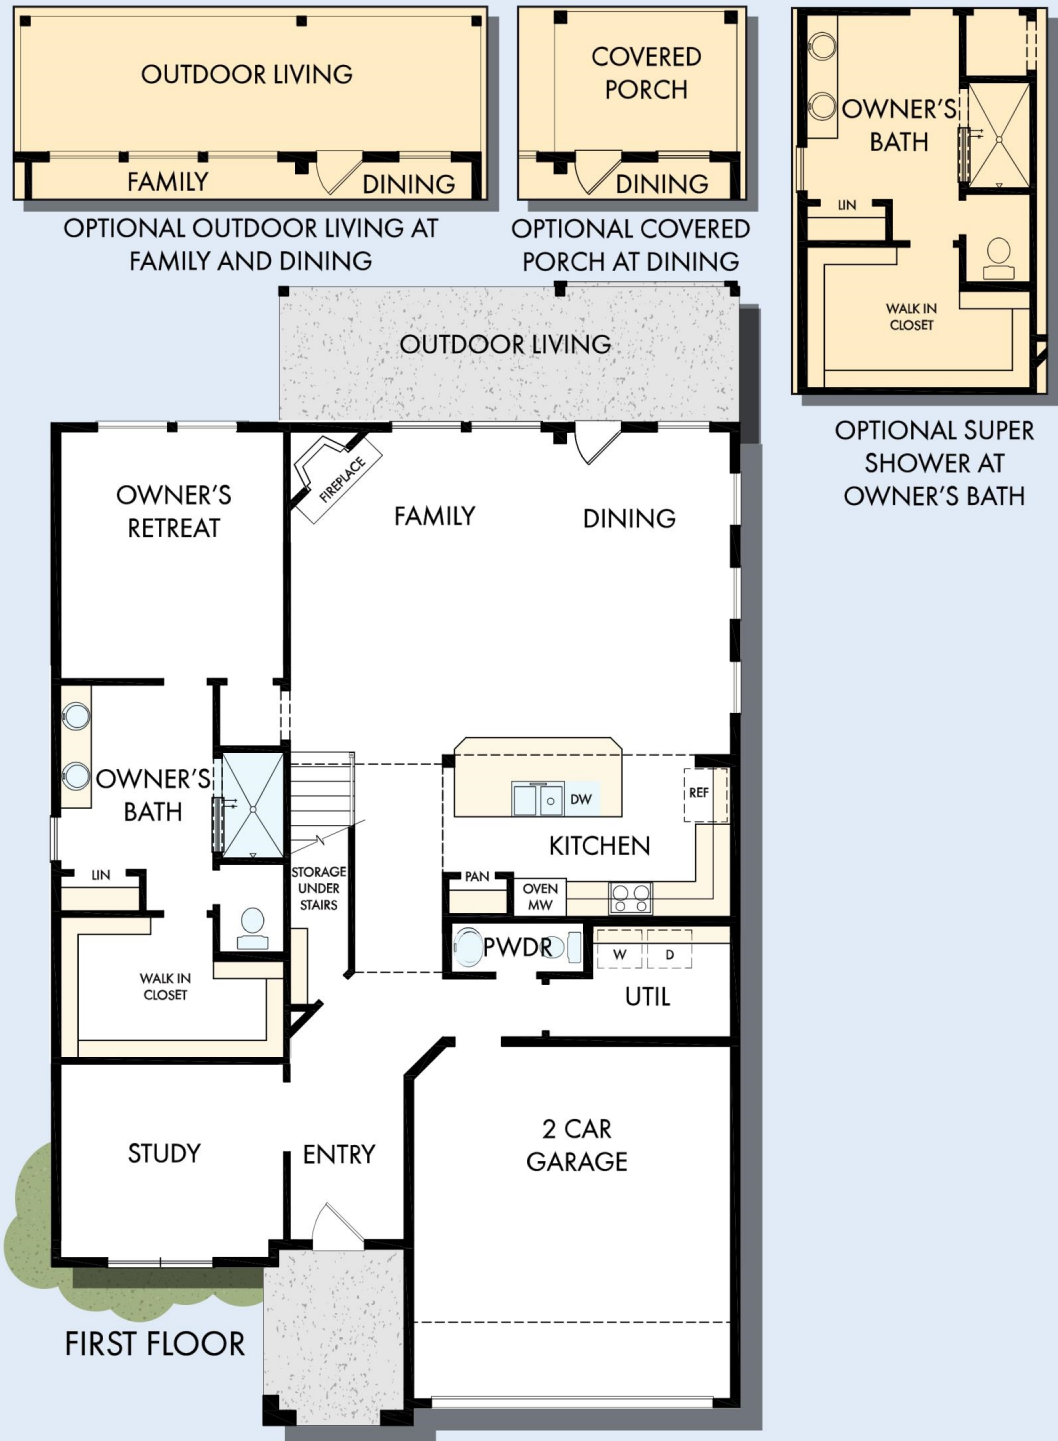 OUTDOOR LIVING
FAMILY
DINING
OPTIONAL OUTDOOR LIVING AT
FAMILY AND DINING
COVERED
PORCH
DINING
OPTIONAL COVERED
PORCH AT DINING
OWNER'S
BATH
LIN
WALK IN
CLOSET
OPTIONAL SUPER
SHOWER AT
OWNER'S BATH
OUTDOOR LIVING
OWNER'S
RETREAT
FIREPLACE
FAMILY
DINING
OWNER'S
BATH
LIN
STORAGE
UNDER
STAIRS
DW
REF
KITCHEN
PAN
OVEN
MW
PWDR
W
D
UTIL
WALK IN
CLOSET
STUDY
ENTRY
2 CAR
GARAGE
FIRST FLOOR